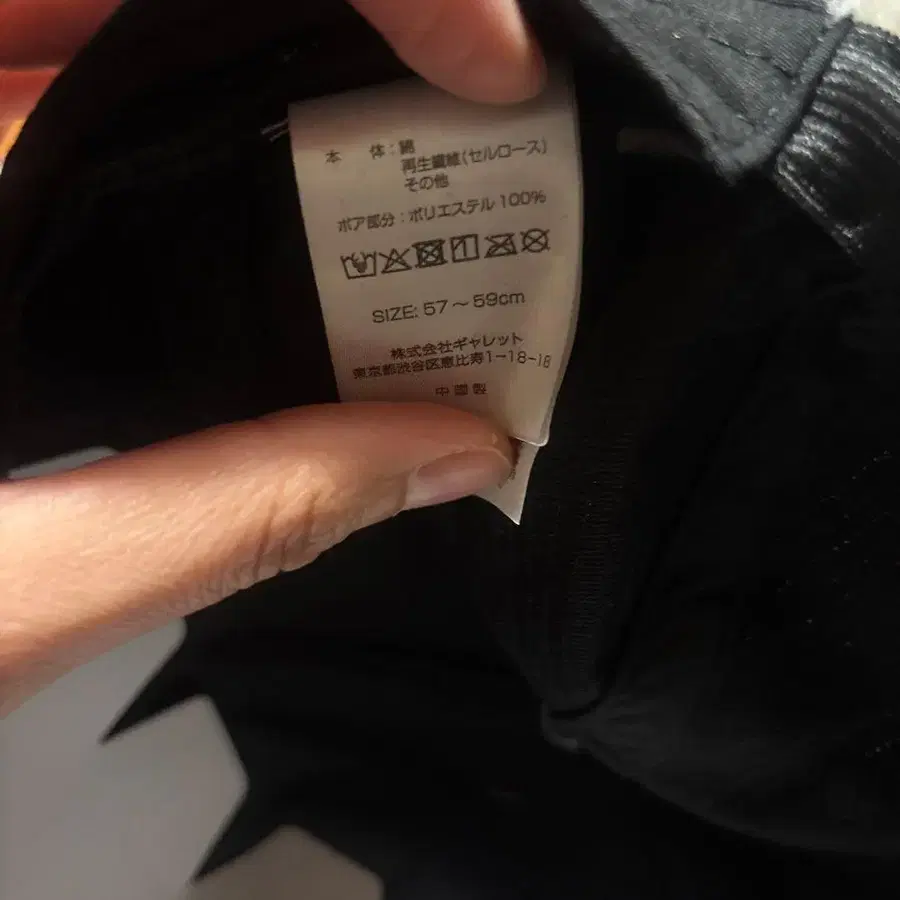 本 体：綿
再生繊維（セルロース）
その他
ボア部分：ポリエステル 100%
SIZE: 57～59cm
株式会社ギャレット
東京都渋谷区恵比寿1-18-18
中国製